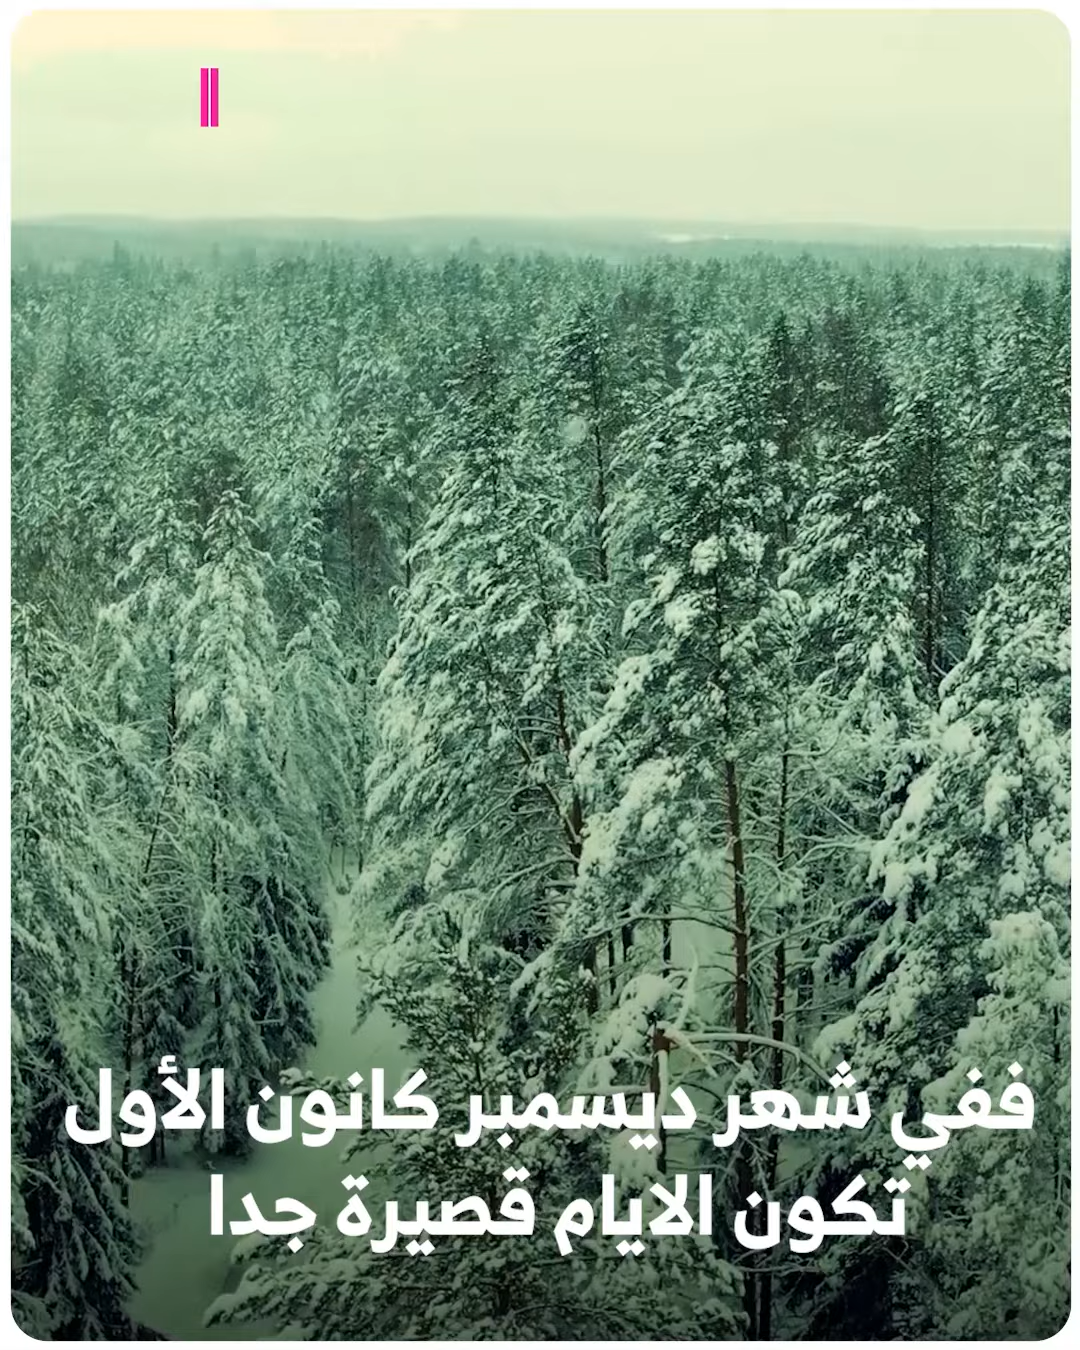 ففي شهر ديسمبر كانون الأول
تكون الايام قصيرة جدا